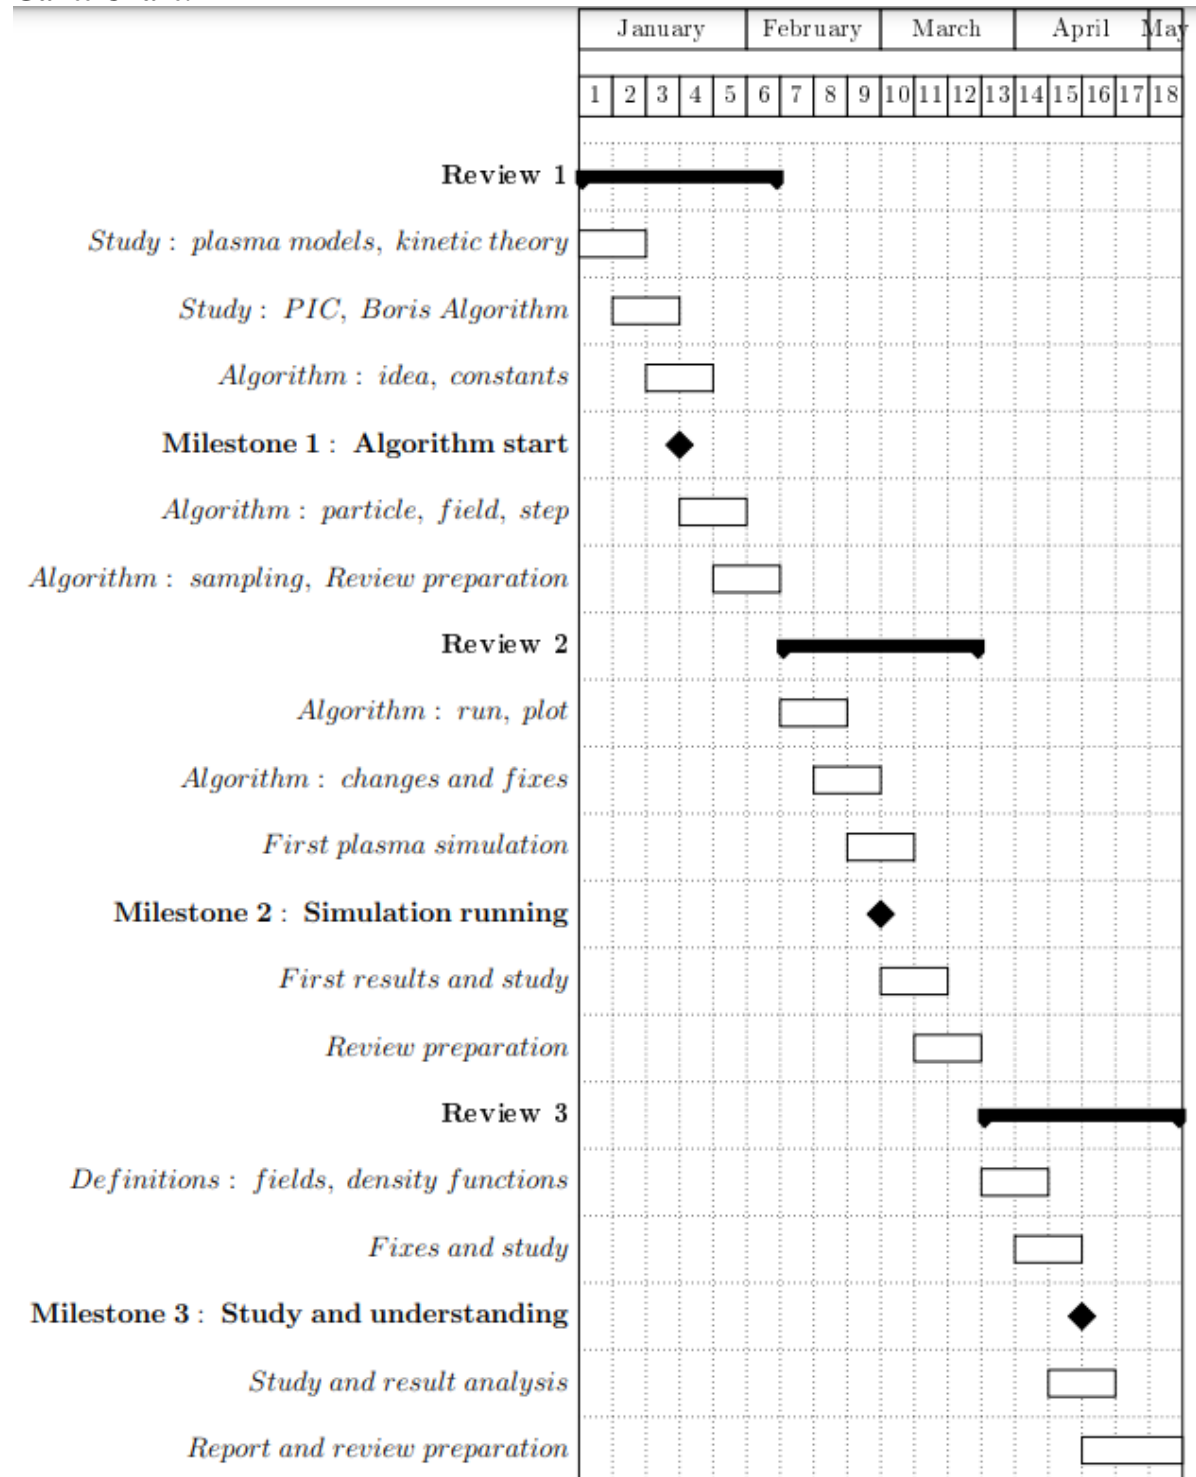 January February March April May
1 2 3 4 5 6 7 8 9 10 11 12 13 14 15 16 17 18
Review 1
Study : plasma models, kinetic theory
Study : PIC, Boris Algorithm
Algorithm : idea, constants
Milestone 1 : Algorithm start
Algorithm : particle, field, step
Algorithm : sampling, Review preparation
Review 2
Algorithm : run, plot
Algorithm : changes and fixes
First plasma simulation
Milestone 2 : Simulation running
First results and study
Review preparation
Review 3
Definitions : fields, density functions
Fixes and study
Milestone 3 : Study and understanding
Study and result analysis
Report and review preparation